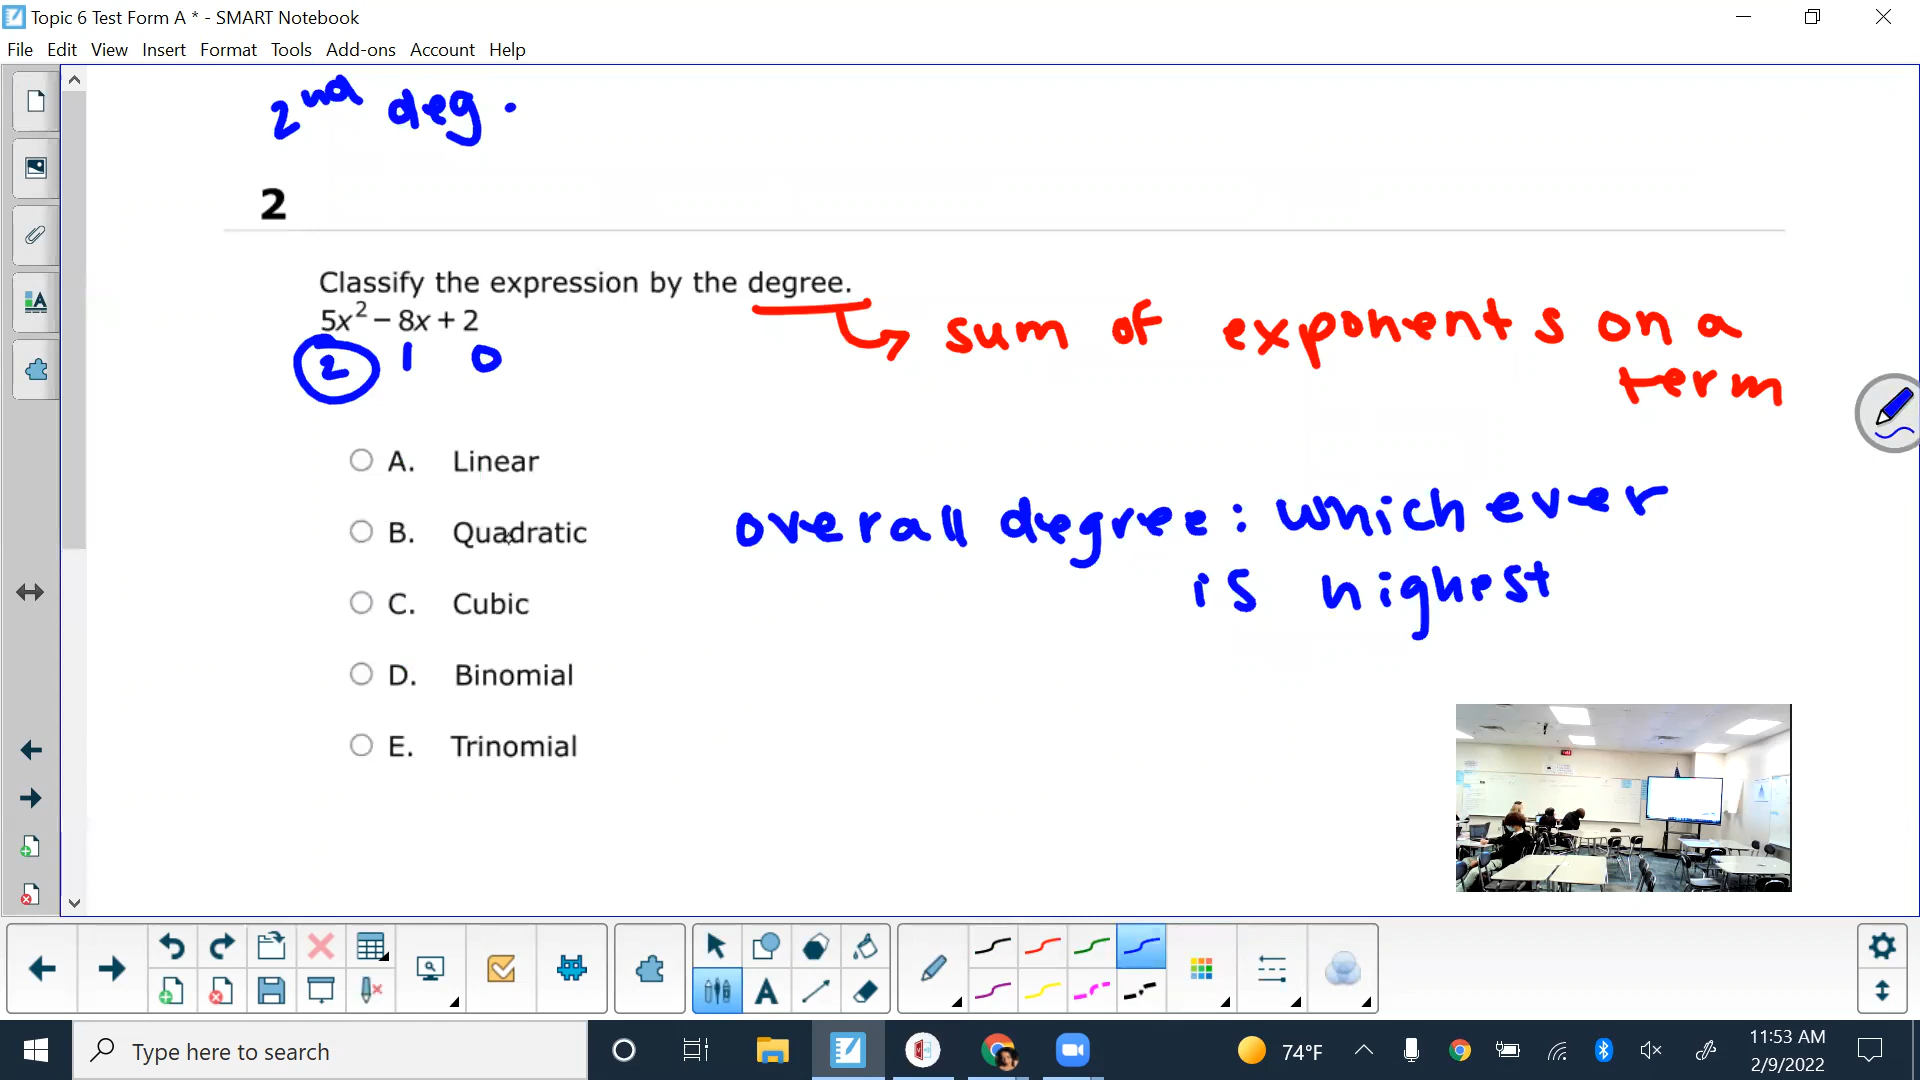 Topic 6 Test Form A * - SMART Notebook
File Edit View Insert Format Tools Add-ons Account Help
2nd deg.
2
Classify the expression by the degree.
5x² − 8x + 2
2 1 0
sum of exponents on a
term
A. Linear
B. Quadratic
C. Cubic
D. Binomial
E. Trinomial
overall degree: whichever
is highest
Type here to search
74°F
11:53 AM
2/9/2022